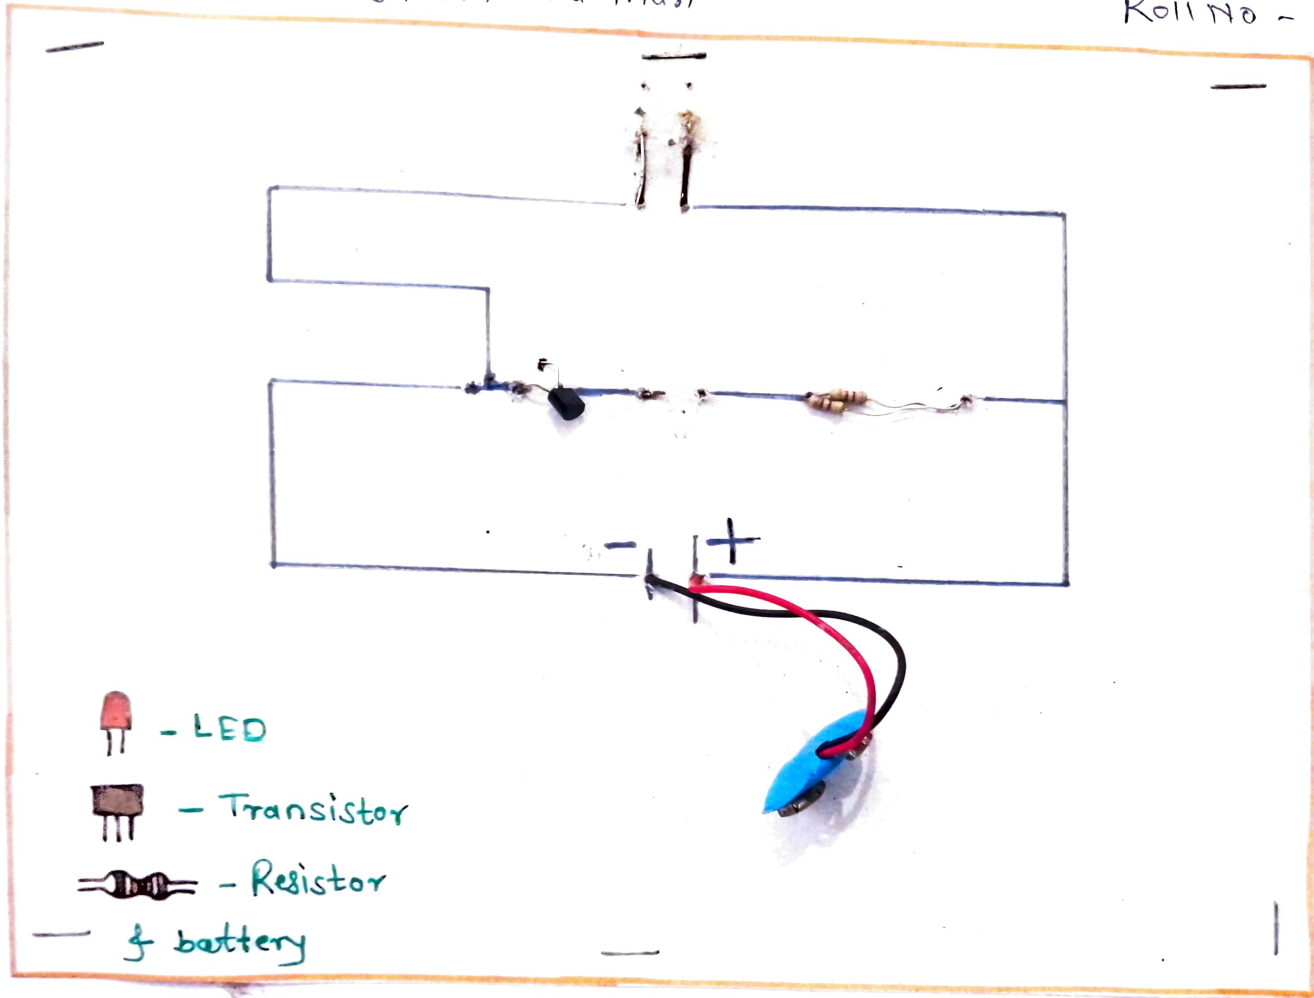 Roll No -
- +
- LED
- Transistor
- Resistor
& battery